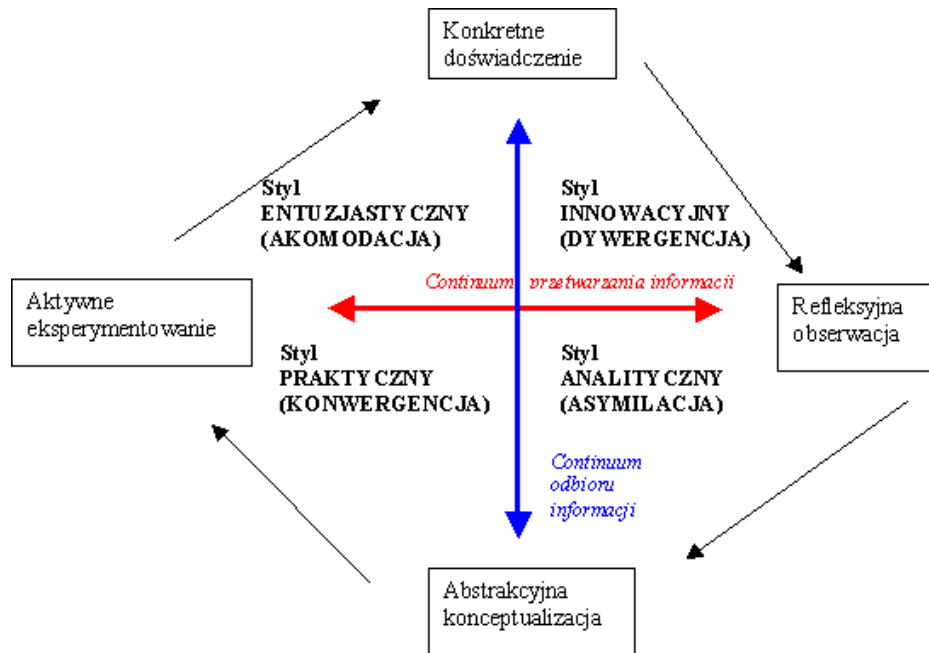 Konkretne
doświadczenie
Styl
ENTUZJASTYCZNY
(AKOMODACJA)
Styl
INNOWACYJNY
(DYWERGENCJA)
Continuum przetwarzania informacii
Aktywne
eksperymentowanie
Refleksyjna
obserwacja
Styl
PRAKTYCZNY
(KONWERGENCJA)
Styl
ANALITYCZNY
(ASYMILACJA)
Continuum
odbioru
informacji
Abstrakcyjna
konceptualizacja